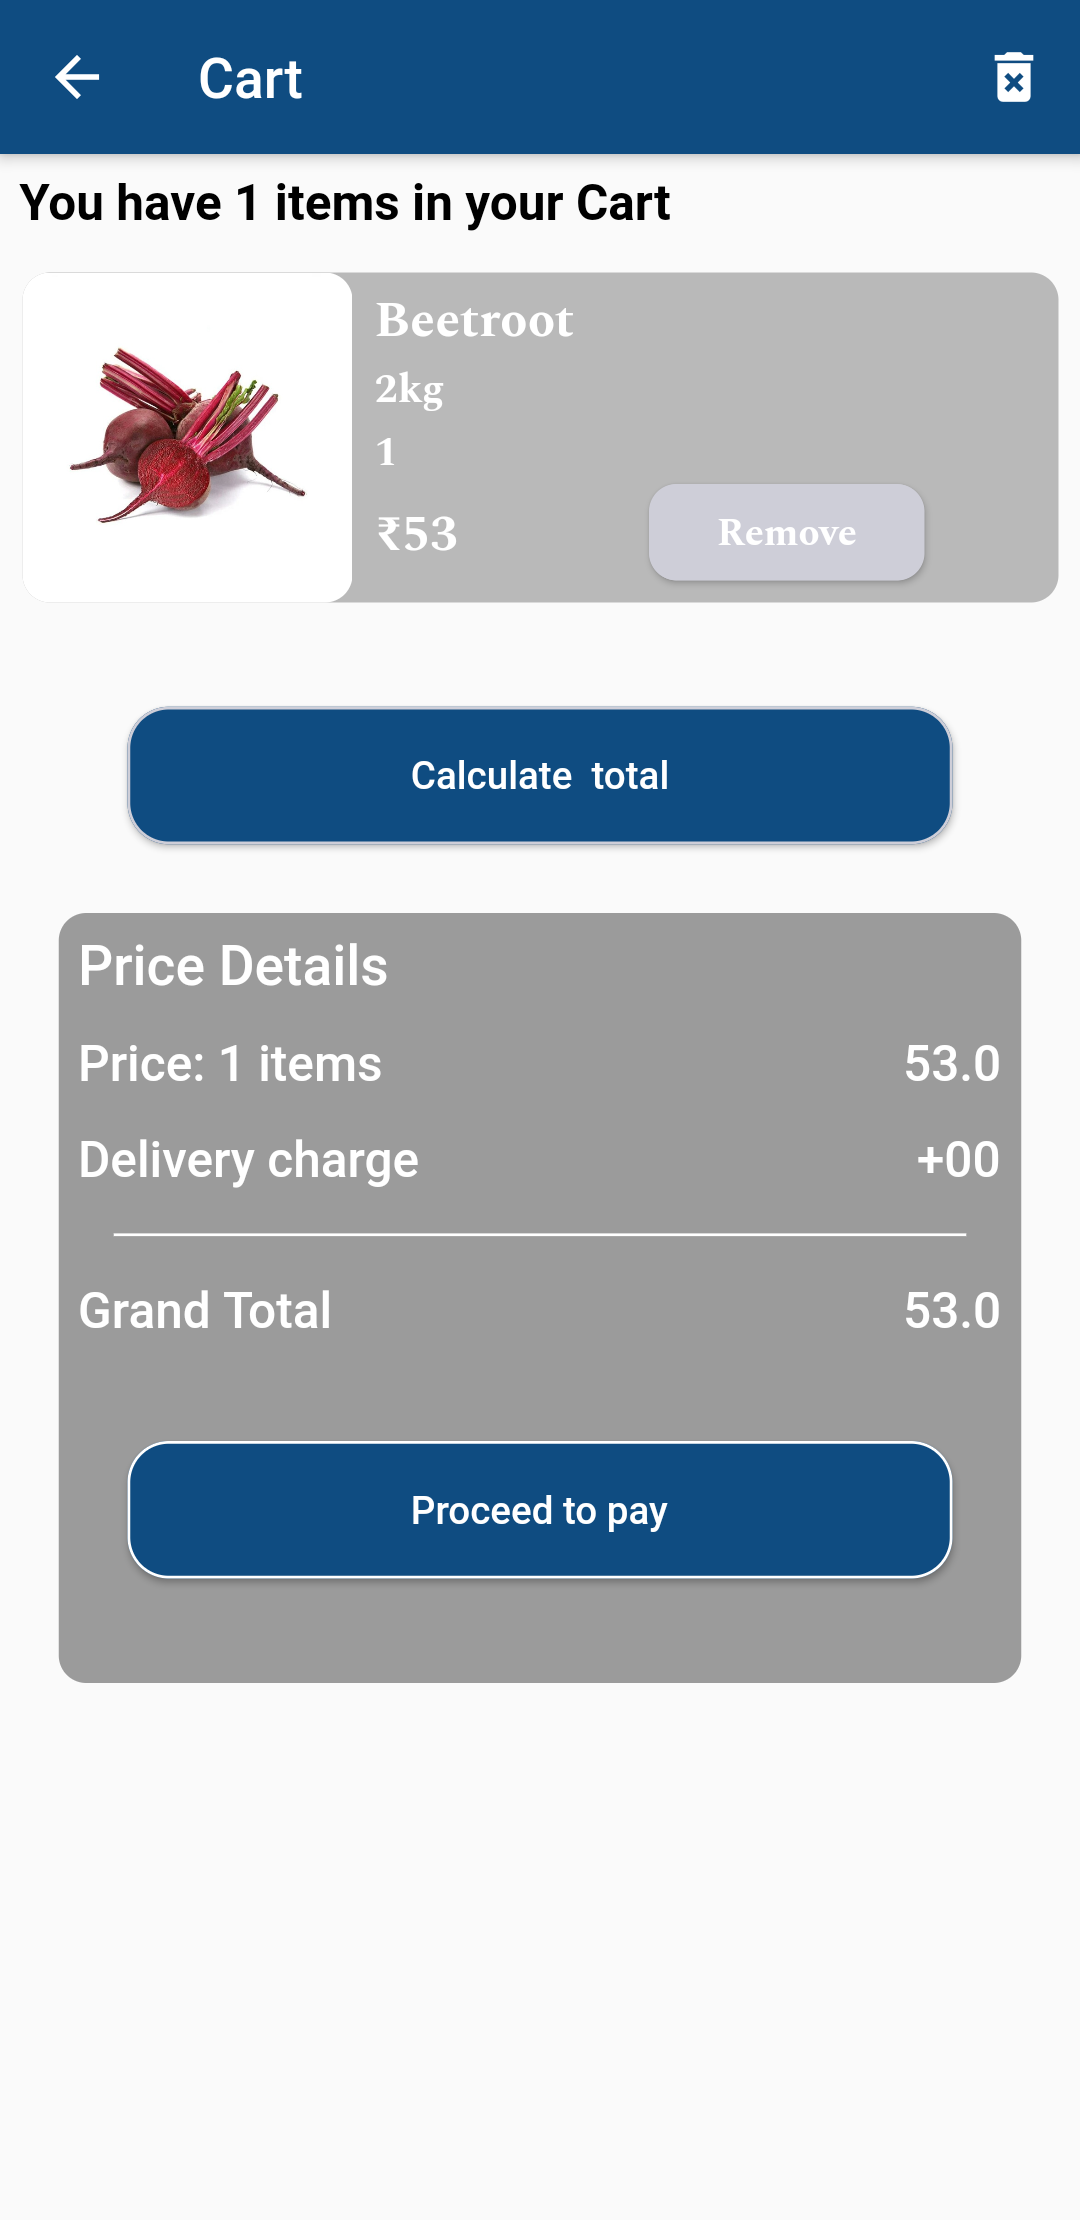 Cart
You have 1 items in your Cart
Beetroot
2kg
1
₹53
Remove
Calculate  total
Price Details
Price: 1 items 53.0
Delivery charge +00
Grand Total 53.0
Proceed to pay